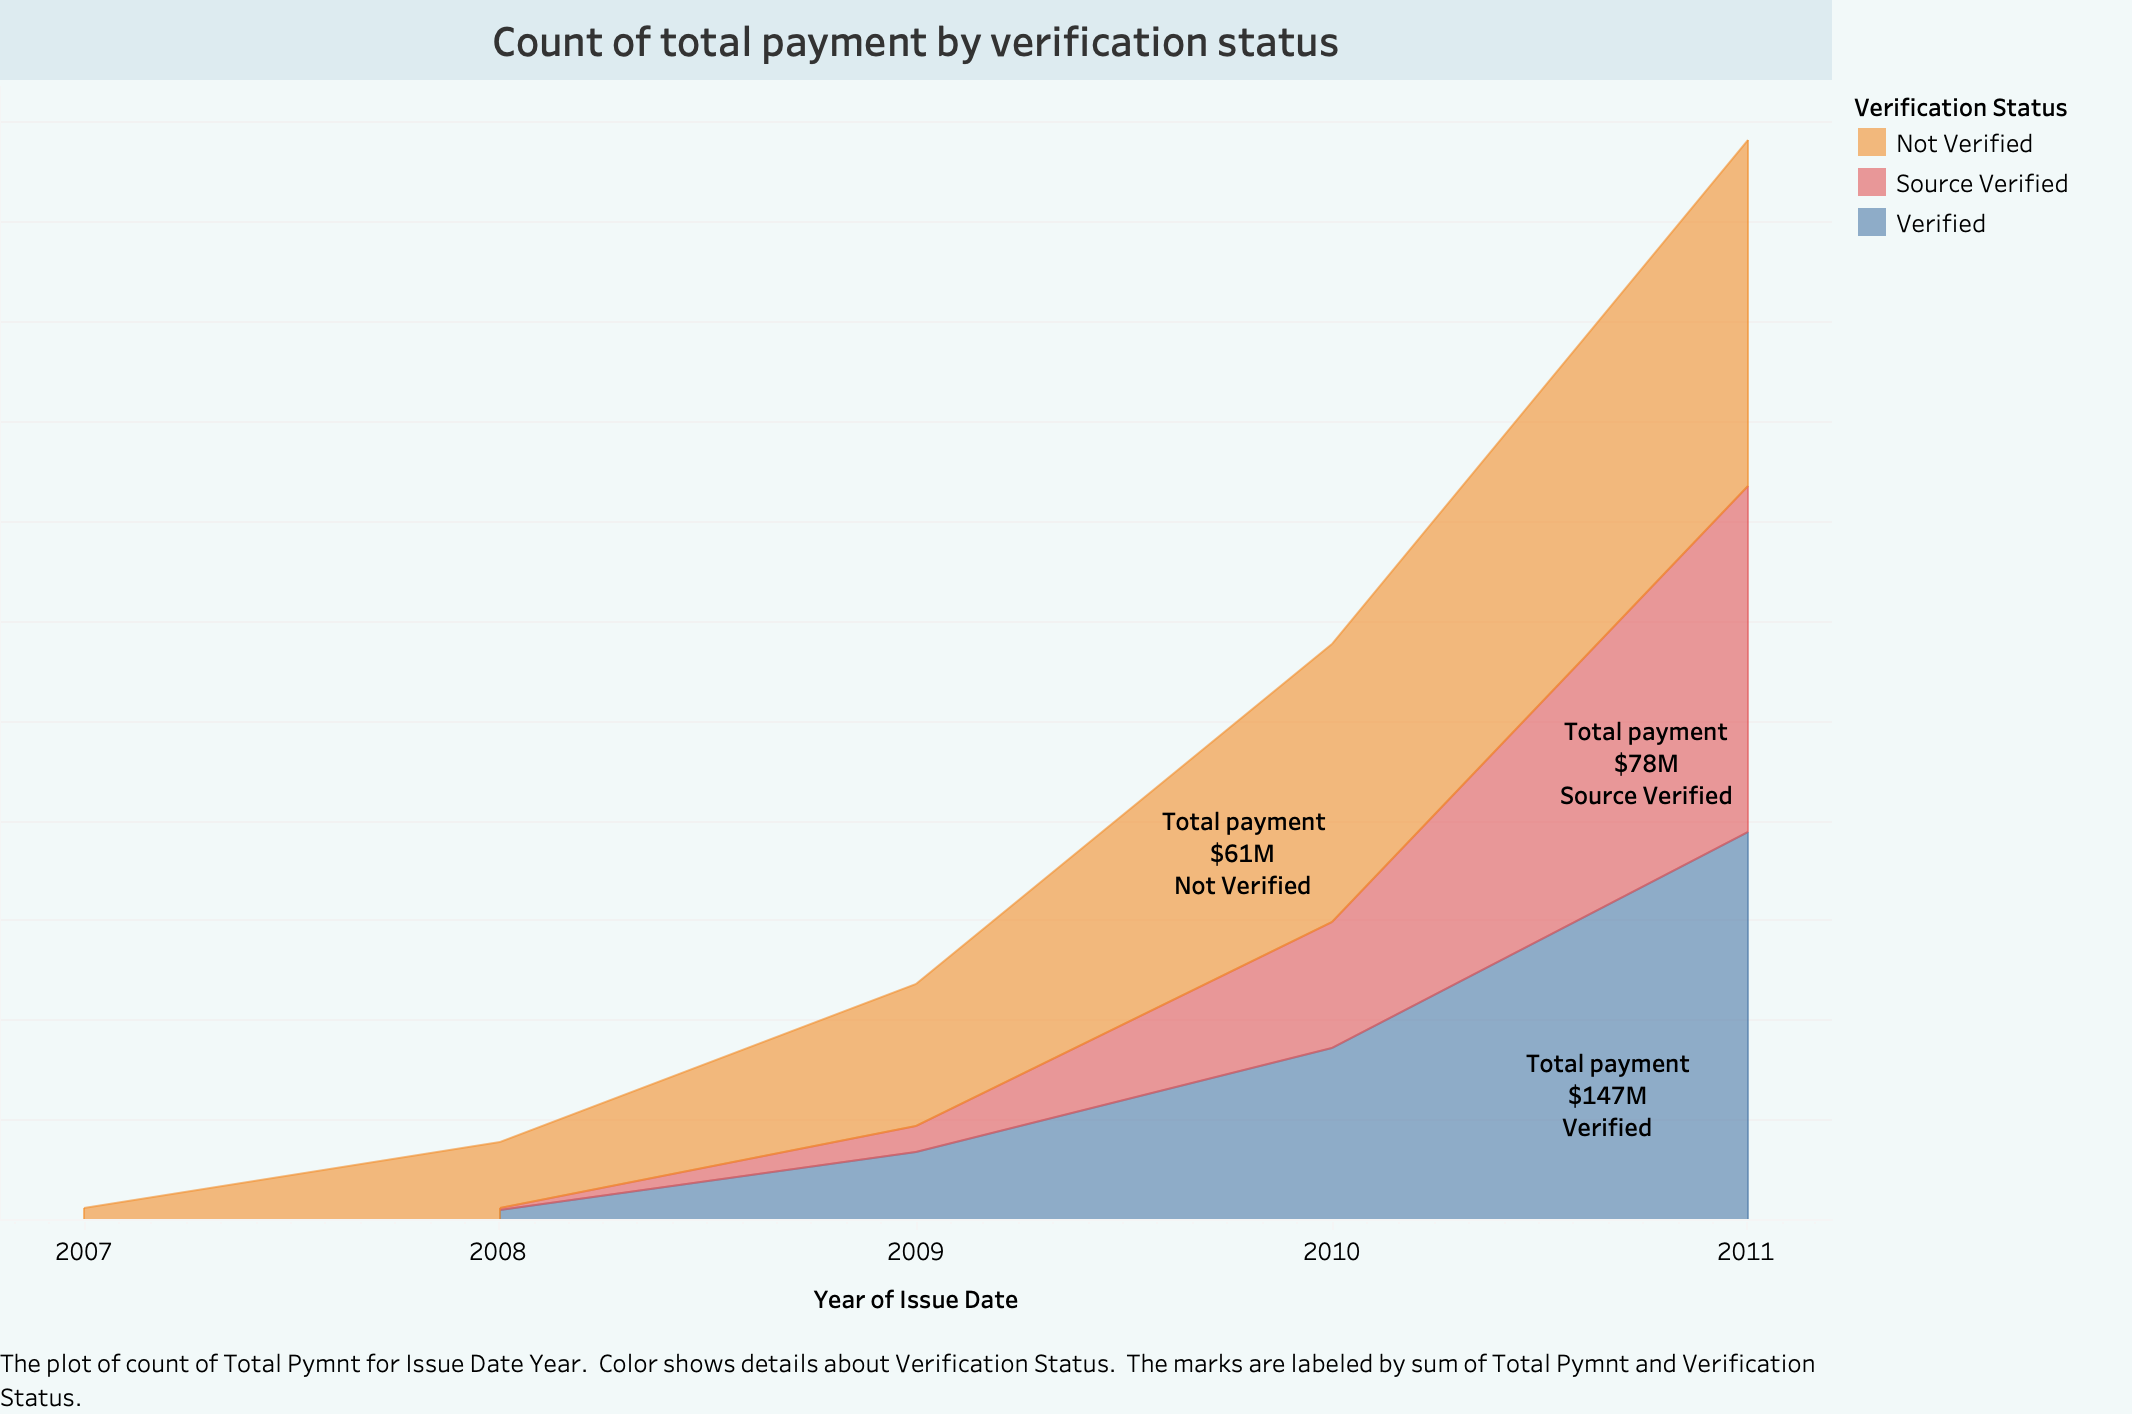 Count of total payment by verification status
Verification Status
Not Verified
Source Verified
Verified
Total payment
$78M
Source Verified
Total payment
$61M
Not Verified
Total payment
$147M
Verified
2007
2008
2009
2010
2011
Year of Issue Date
The plot of count of Total Pymnt for Issue Date Year.  Color shows details about Verification Status.  The marks are labeled by sum of Total Pymnt and Verification
Status.